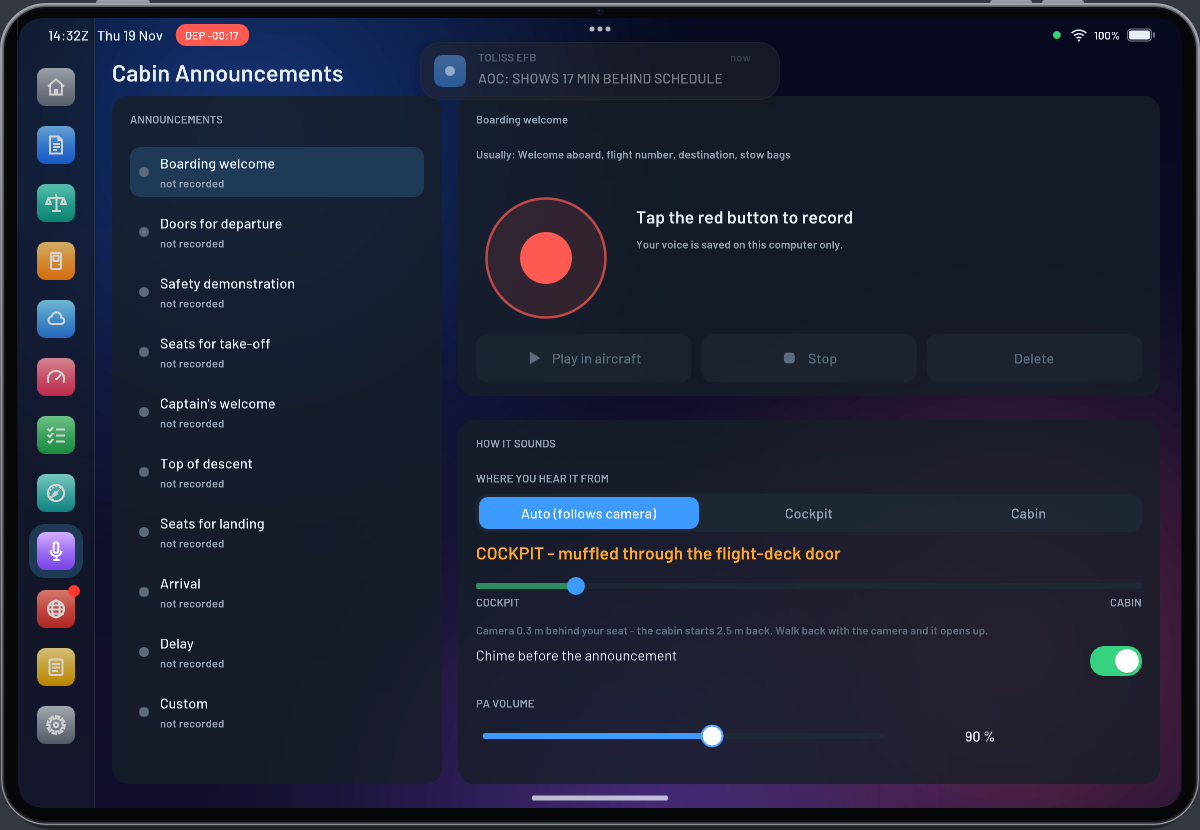 14:32Z Thu 19 Nov DEP -00:17
100%
Cabin Announcements
TOLISS EFB now
AOC: SHOWS 17 MIN BEHIND SCHEDULE
ANNOUNCEMENTS
Boarding welcome
not recorded
Doors for departure
not recorded
Safety demonstration
not recorded
Seats for take-off
not recorded
Captain's welcome
not recorded
Top of descent
not recorded
Seats for landing
not recorded
Arrival
not recorded
Delay
not recorded
Custom
not recorded
Boarding welcome
Usually: Welcome aboard, flight number, destination, stow bags
Tap the red button to record
Your voice is saved on this computer only.
Play in aircraft Stop Delete
HOW IT SOUNDS
WHERE YOU HEAR IT FROM
Auto (follows camera) Cockpit Cabin
COCKPIT - muffled through the flight-deck door
COCKPIT CABIN
Camera 0.3 m behind your seat - the cabin starts 2.5 m back. Walk back with the camera and it opens up.
Chime before the announcement
PA VOLUME
90 %